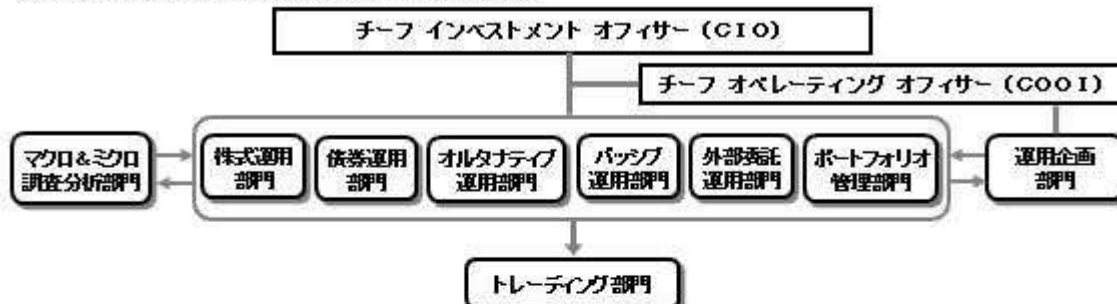 チーフ インベストメント オフィサー (CIO)
チーフ オペレーティング オフィサー (COOI)
マクロ&ミクロ
調査分析部門
株式運用
部門
債券運用
部門
オルタナティブ
運用部門
パッシブ
運用部門
外部委託
運用部門
ポートフォリオ
管理部門
運用企画
部門
トレーディング部門